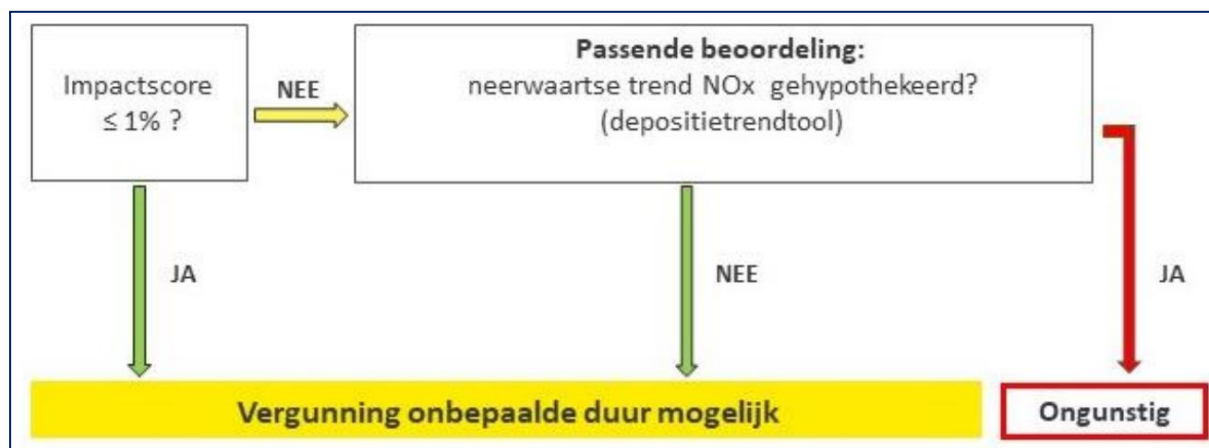 Impactscore
≤ 1% ?
NEE
Passende beoordeling:
neerwaartse trend NOx gehypothekeerd?
(depositietrendtool)
JA
NEE
JA
Vergunning onbepaalde duur mogelijk
Ongunstig